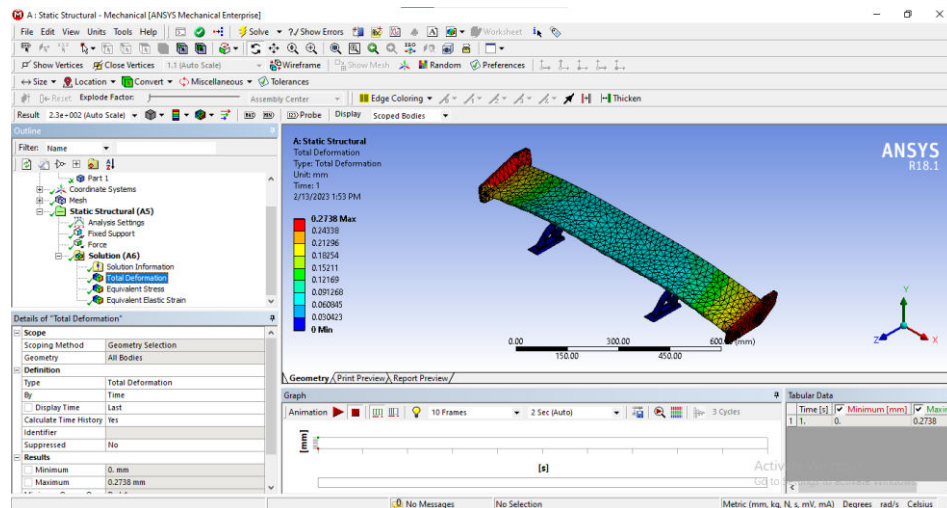 A : Static Structural - Mechanical [ANSYS Mechanical Enterprise]
File Edit View Units Tools Help Solve ?/ Show Errors Worksheet
Show Vertices Close Vertices 1.1 (Auto Scale) Wireframe Show Mesh Random Preferences
Size Location Convert Miscellaneous Tolerances
Reset Explode Factor: Assembly Center Edge Coloring Thicken
Result 2.3e+002 (Auto Scale) Probe Display Scoped Bodies
Outline
Filter: Name
Part 1
Coordinate Systems
Mesh
Static Structural (A5)
Analysis Settings
Fixed Support
Force
Solution (A6)
Solution Information
Total Deformation
Equivalent Stress
Equivalent Elastic Strain
Details of "Total Deformation"
Scope
Scoping Method Geometry Selection
Geometry All Bodies
Definition
Type Total Deformation
By Time
Display Time Last
Calculate Time History Yes
Identifier
Suppressed No
Results
Minimum 0. mm
Maximum 0.2738 mm
A: Static Structural
Total Deformation
Type: Total Deformation
Unit: mm
Time: 1
2/13/2023 1:53 PM
0.2738 Max
0.24338
0.21296
0.18254
0.15211
0.12169
0.091268
0.060845
0.030423
0 Min
ANSYS
R18.1
0.00 300.00 600. (mm)
150.00 450.00
Y
Z X
Geometry Print Preview Report Preview
Graph
Animation 10 Frames 2 Sec (Auto) 3 Cycles
[mm]
[s]
Tabular Data
Time [s] Minimum [mm] Maxi
1 1. 0. 0.2738
No Messages No Selection Metric (mm, kg, N, s, mV, mA) Degrees rad/s Celsius